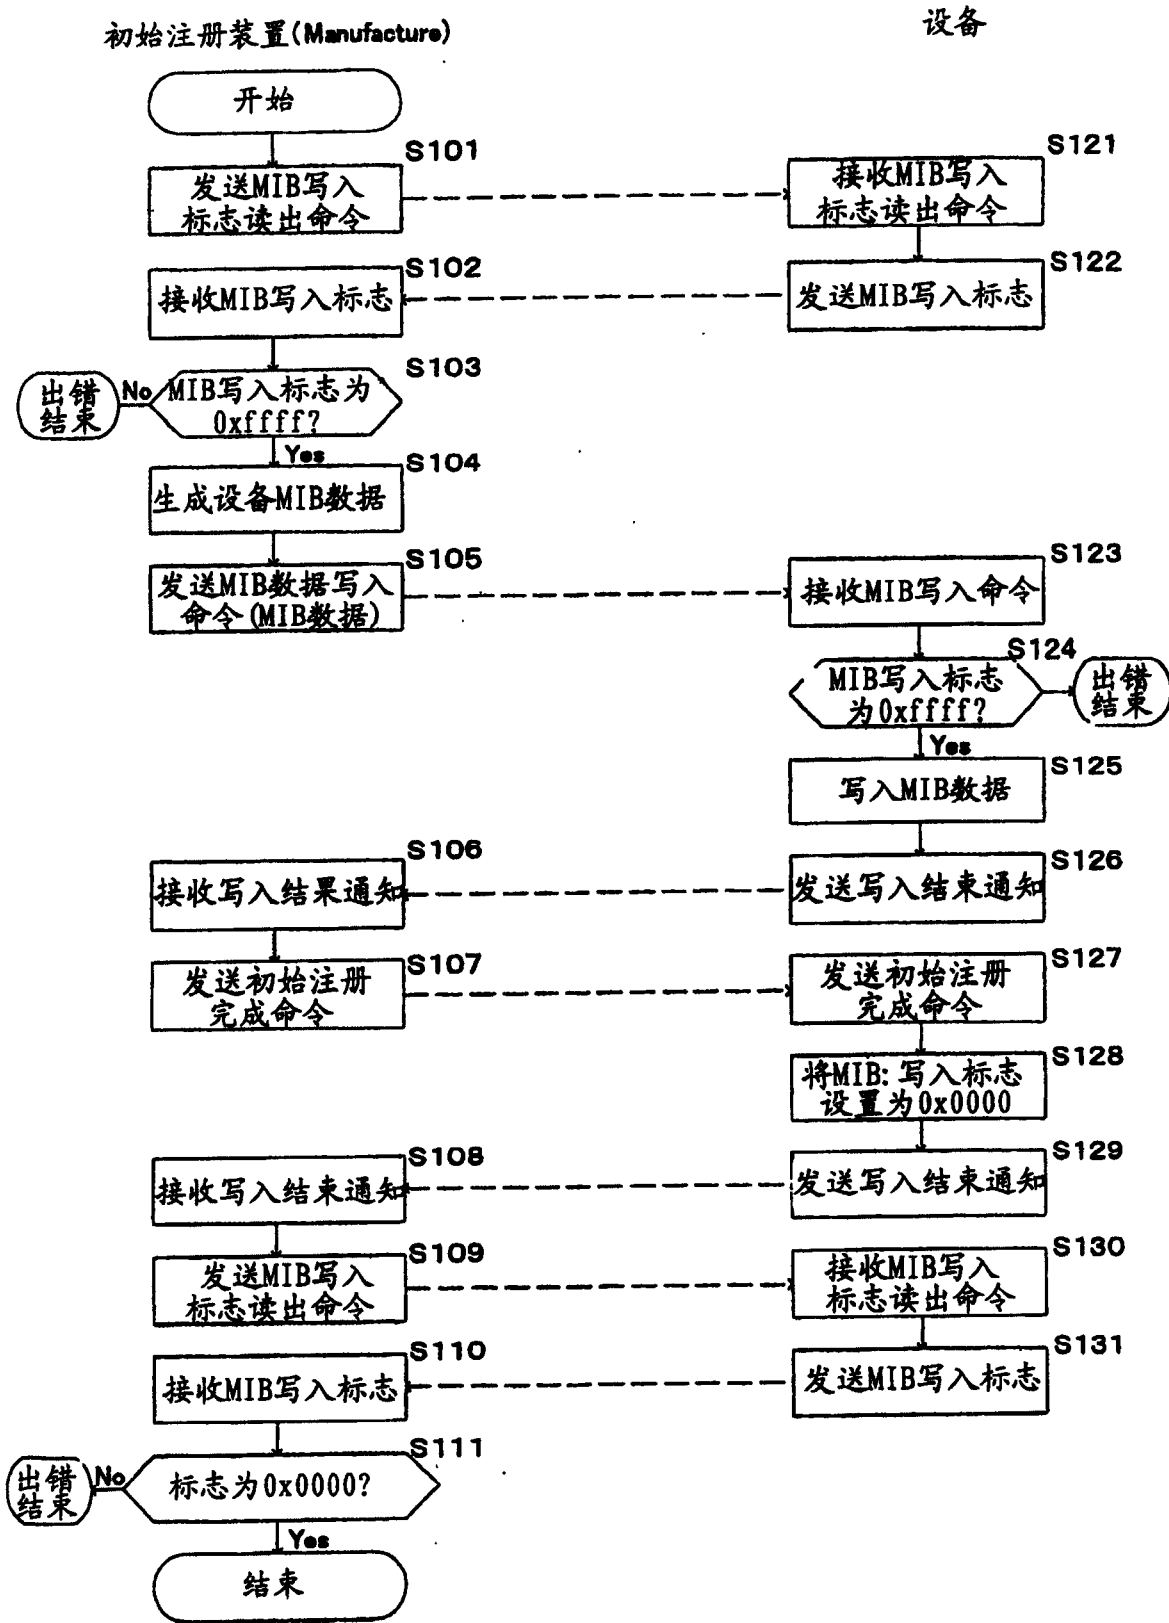 初始注册装置(Manufacture)
设备
开始
S101
发送MIB写入
标志读出命令
S121
接收MIB写入
标志读出命令
S102
接收MIB写入标志
S122
发送MIB写入标志
S103
MIB写入标志为
0xffff?
No
出错
结束
Yes
S104
生成设备MIB数据
S105
发送MIB数据写入
命令(MIB数据)
S123
接收MIB写入命令
S124
MIB写入标志
为0xffff?
出错
结束
Yes
S125
写入MIB数据
S106
接收写入结果通知
S126
发送写入结束通知
S107
发送初始注册
完成命令
S127
发送初始注册
完成命令
S128
将MIB:写入标志
设置为0x0000
S108
接收写入结束通知
S129
发送写入结束通知
S109
发送MIB写入
标志读出命令
S130
接收MIB写入
标志读出命令
S110
接收MIB写入标志
S131
发送MIB写入标志
S111
标志为0x0000?
No
出错
结束
Yes
结束